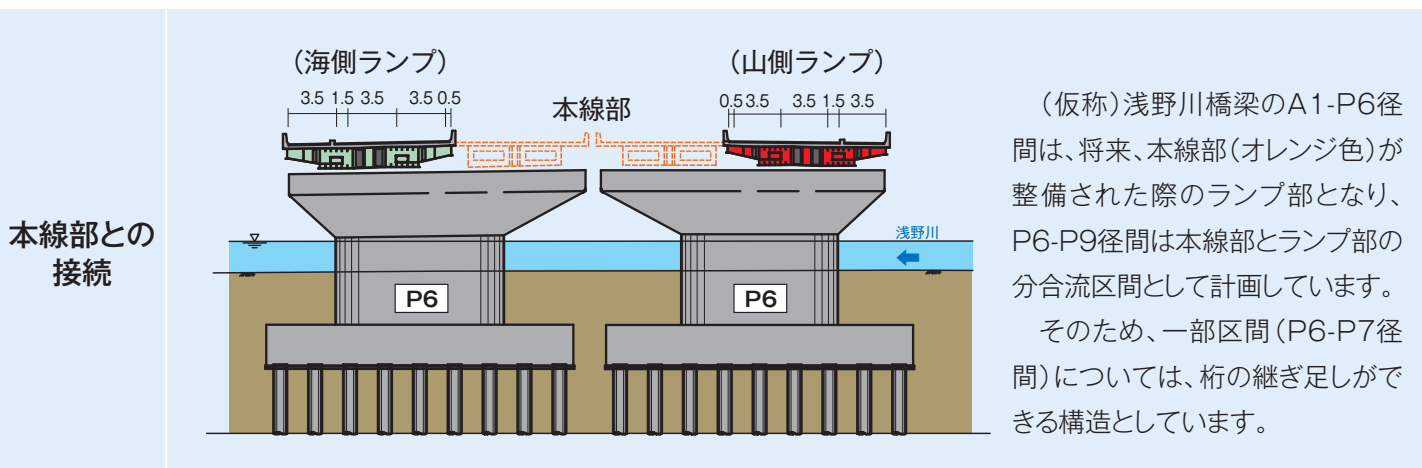 本線部との
接続
（海側ランプ）
3.5 1.5 3.5 3.5 0.5
本線部
（山側ランプ）
0.5 3.5 3.5 1.5 3.5
浅野川
P6
P6
（仮称）浅野川橋梁のA1-P6径
間は、将来、本線部（オレンジ色）が
整備された際のランプ部となり、
P6-P9径間は本線部とランプ部の
分合流区間として計画しています。
そのため、一部区間（P6-P7径
間）については、桁の継ぎ足しがで
きる構造としています。